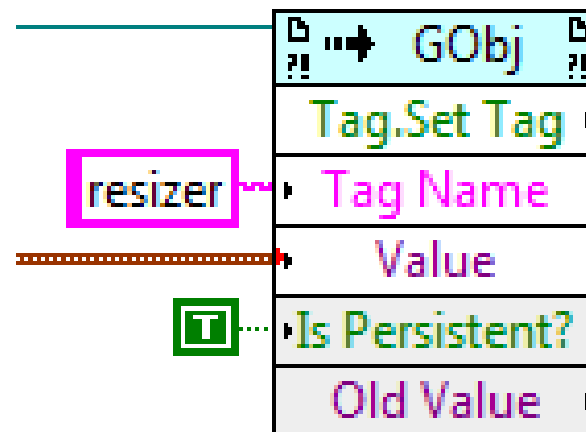 GObj
Tag.Set Tag
resizer
Tag Name
Value
T
Is Persistent?
Old Value